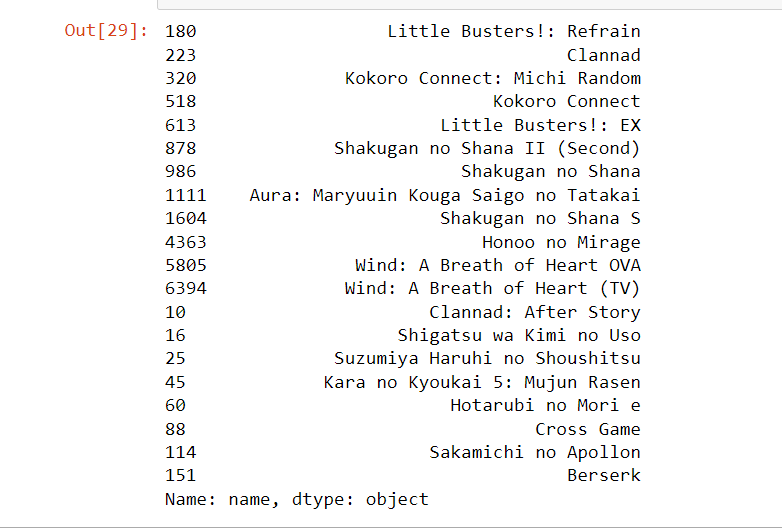 Out[29]: 180 Little Busters!: Refrain
223 Clannad
320 Kokoro Connect: Michi Random
518 Kokoro Connect
613 Little Busters!: EX
878 Shakugan no Shana II (Second)
986 Shakugan no Shana
1111 Aura: Maryuuin Kouga Saigo no Tatakai
1604 Shakugan no Shana S
4363 Honoo no Mirage
5805 Wind: A Breath of Heart OVA
6394 Wind: A Breath of Heart (TV)
10 Clannad: After Story
16 Shigatsu wa Kimi no Uso
25 Suzumiya Haruhi no Shoushitsu
45 Kara no Kyoukai 5: Mujun Rasen
60 Hotarubi no Mori e
88 Cross Game
114 Sakamichi no Apollon
151 Berserk
Name: name, dtype: object